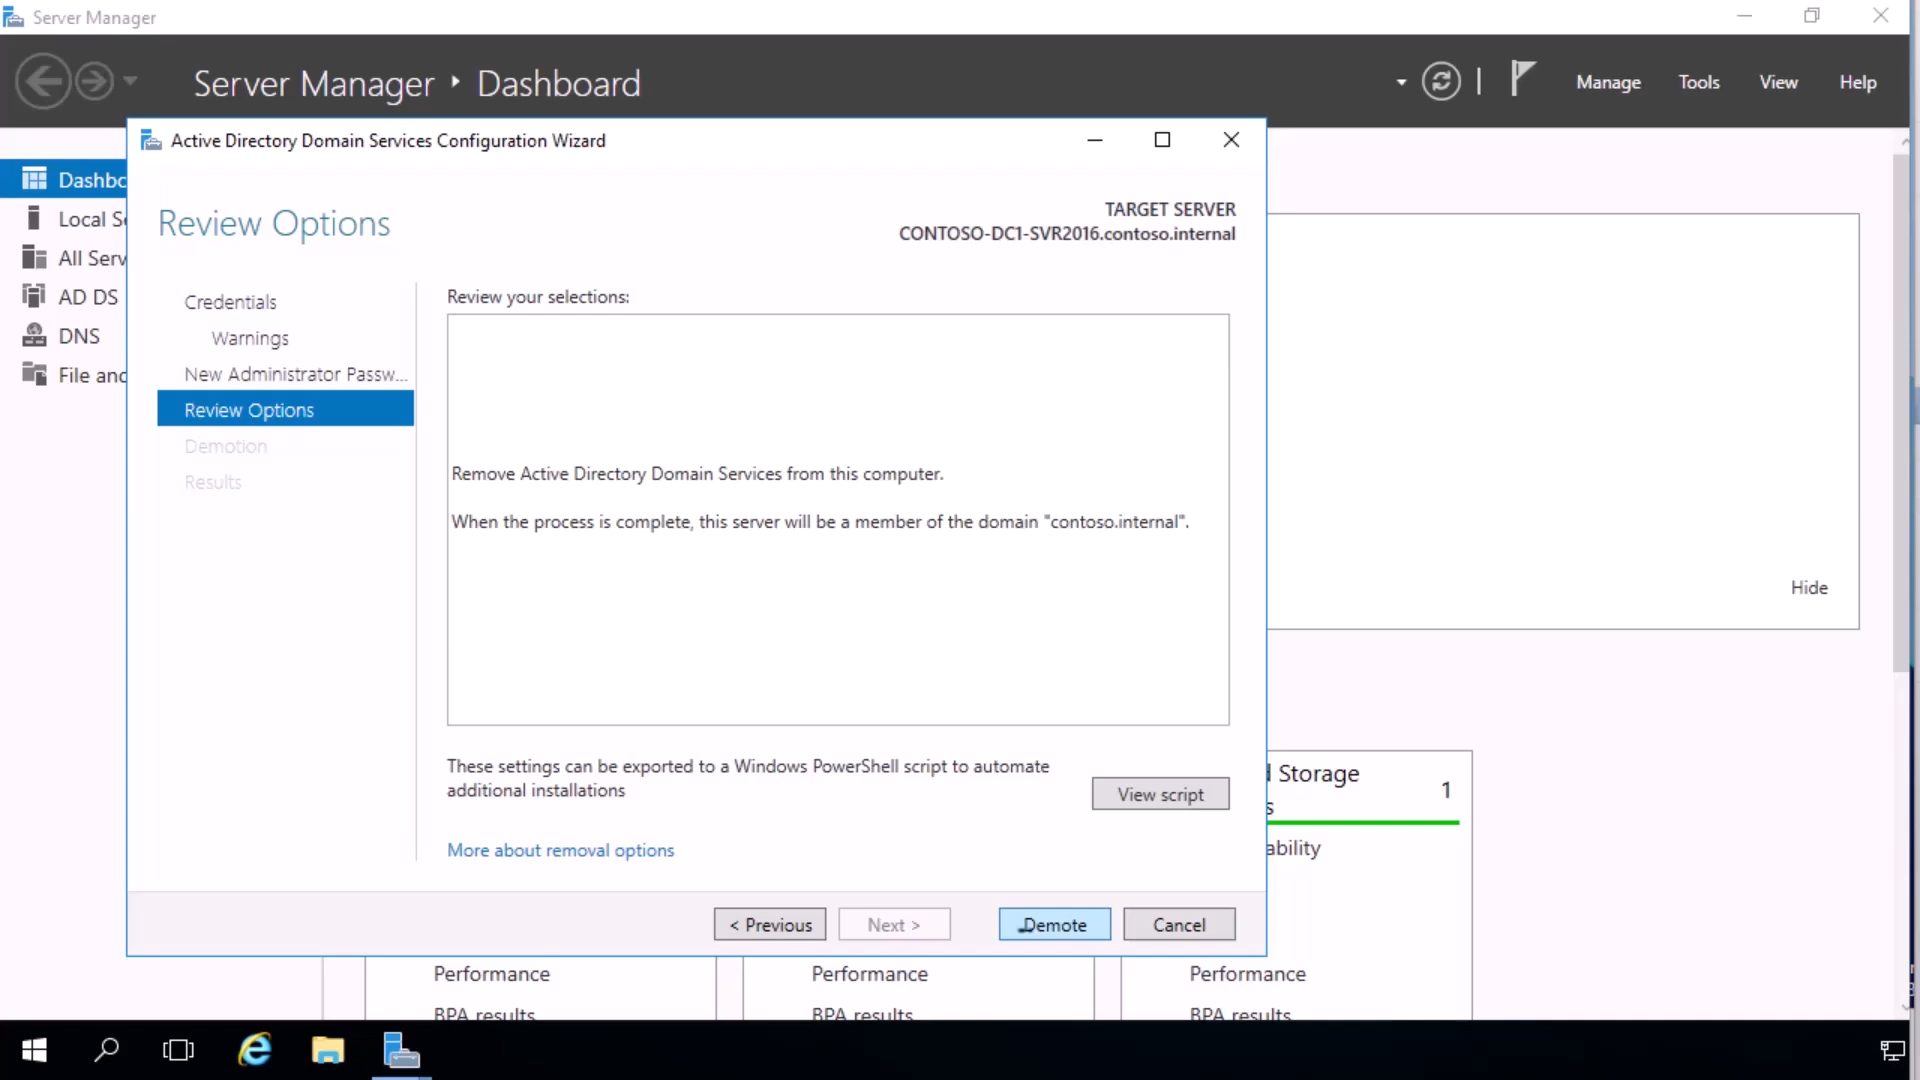 Server Manager
Server Manager ‣ Dashboard
Manage
Tools
View
Help
Active Directory Domain Services Configuration Wizard
Review Options
TARGET SERVER
CONTOSO-DC1-SVR2016.contoso.internal
Credentials
Warnings
New Administrator Passw...
Review Options
Demotion
Results
Dashbo
Local Se
All Serv
AD DS
DNS
File and
Review your selections:
Remove Active Directory Domain Services from this computer.
When the process is complete, this server will be a member of the domain "contoso.internal".
These settings can be exported to a Windows PowerShell script to automate
additional installations
View script
More about removal options
< Previous
Next >
Demote
Cancel
Hide
d Storage
s
1
ability
Performance
Performance
Performance
BPA results
BPA results
BPA results